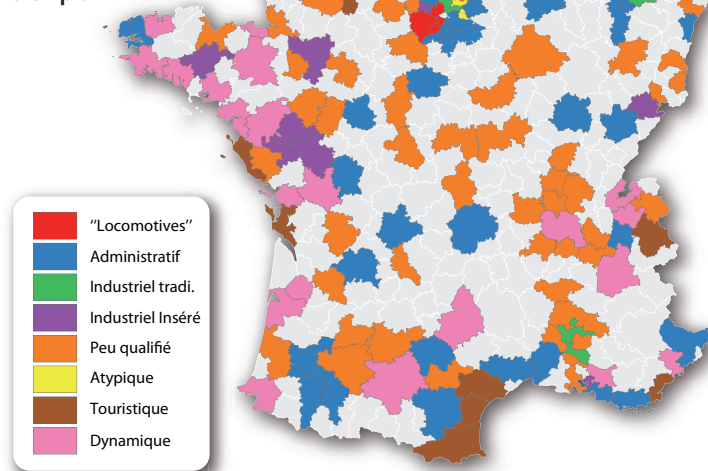 "Locomotives"
Administratif
Industriel tradi.
Industriel Inséré
Peu qualifié
Atypique
Touristique
Dynamique